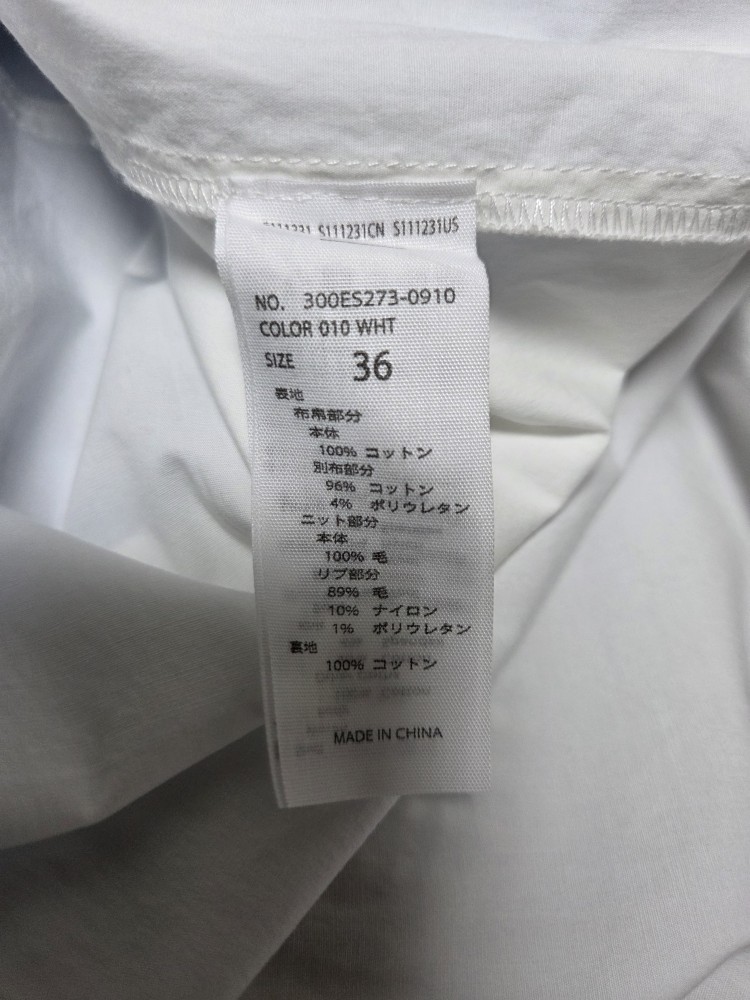 S111231CN S111231US
NO. 300ES273-0910
COLOR 010 WHT
SIZE 36
表地
布帛部分
本体
100% コットン
別布部分
96% コットン
4% ポリウレタン
ニット部分
本体
100% 毛
リブ部分
89% 毛
10% ナイロン
1% ポリウレタン
裏地
100% コットン
MADE IN CHINA